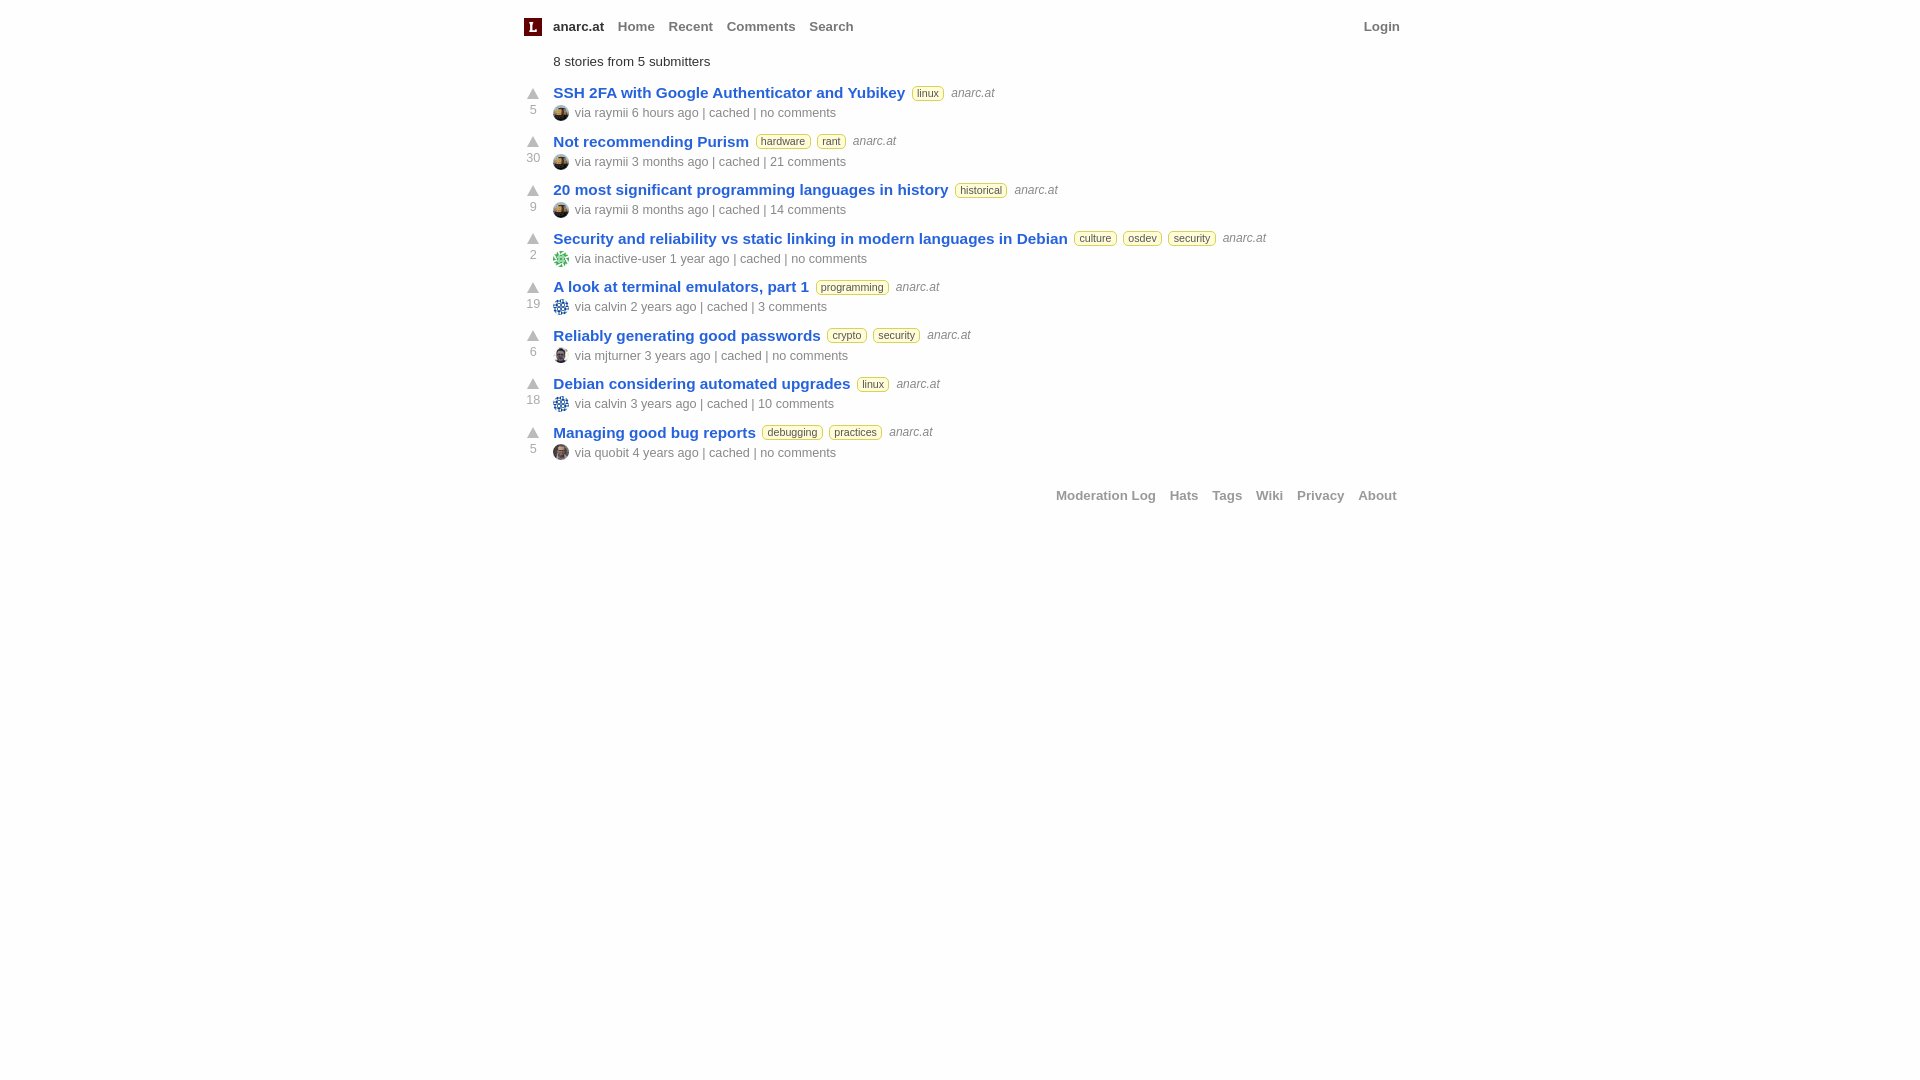 L anarc.at Home Recent Comments Search Login
8 stories from 5 submitters
SSH 2FA with Google Authenticator and Yubikey linux anarc.at
5
via raymii 6 hours ago | cached | no comments
Not recommending Purism hardware rant anarc.at
30
via raymii 3 months ago | cached | 21 comments
20 most significant programming languages in history historical anarc.at
9
via raymii 8 months ago | cached | 14 comments
Security and reliability vs static linking in modern languages in Debian culture osdev security anarc.at
2
via inactive-user 1 year ago | cached | no comments
A look at terminal emulators, part 1 programming anarc.at
19
via calvin 2 years ago | cached | 3 comments
Reliably generating good passwords crypto security anarc.at
6
via mjturner 3 years ago | cached | no comments
Debian considering automated upgrades linux anarc.at
18
via calvin 3 years ago | cached | 10 comments
Managing good bug reports debugging practices anarc.at
5
via quobit 4 years ago | cached | no comments
Moderation Log Hats Tags Wiki Privacy About